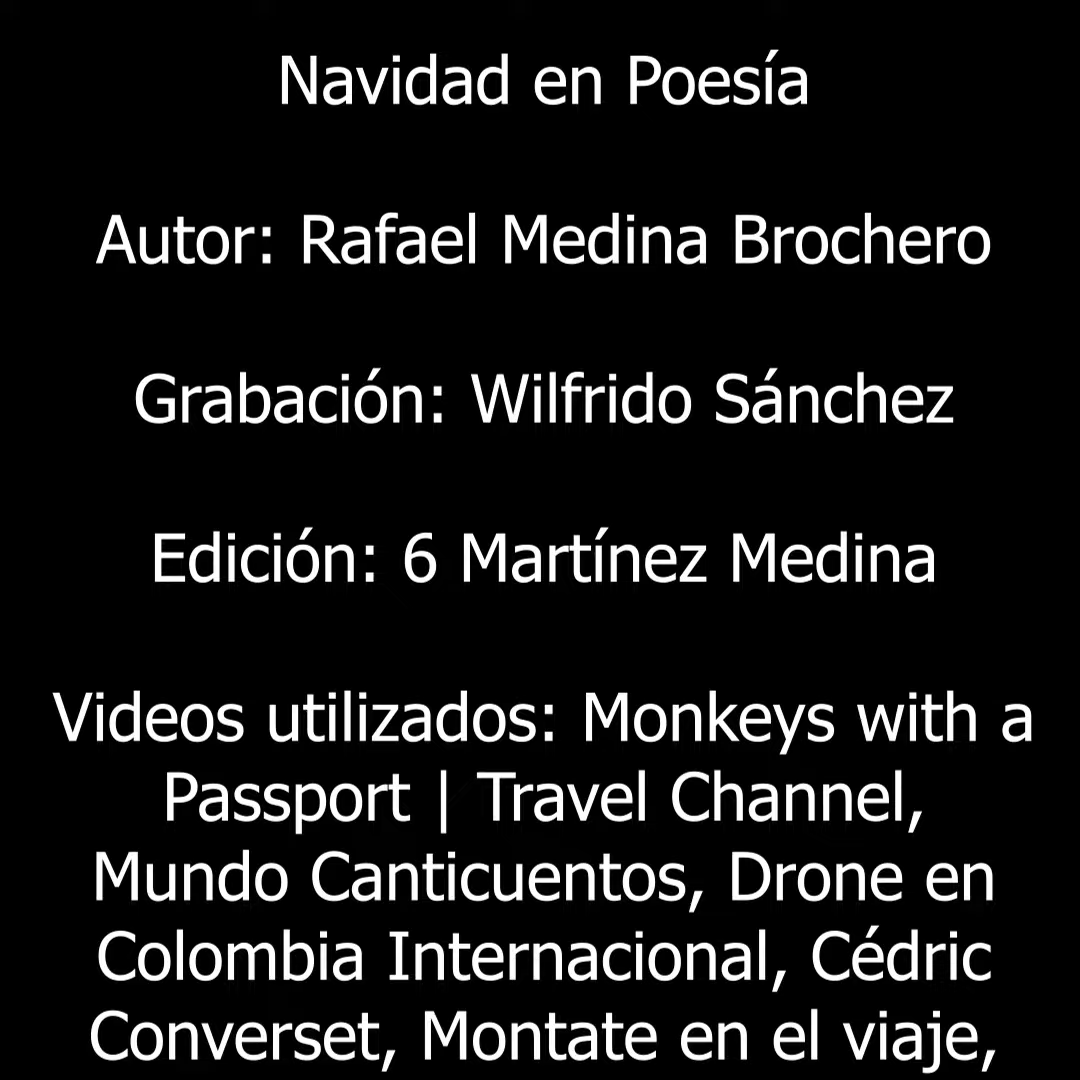 Navidad en Poesía
Autor: Rafael Medina Brochero
Grabación: Wilfrido Sánchez
Edición: 6 Martínez Medina
Videos utilizados: Monkeys with a
Passport | Travel Channel,
Mundo Canticuentos, Drone en
Colombia Internacional, Cédric
Converset, Montate en el viaje,